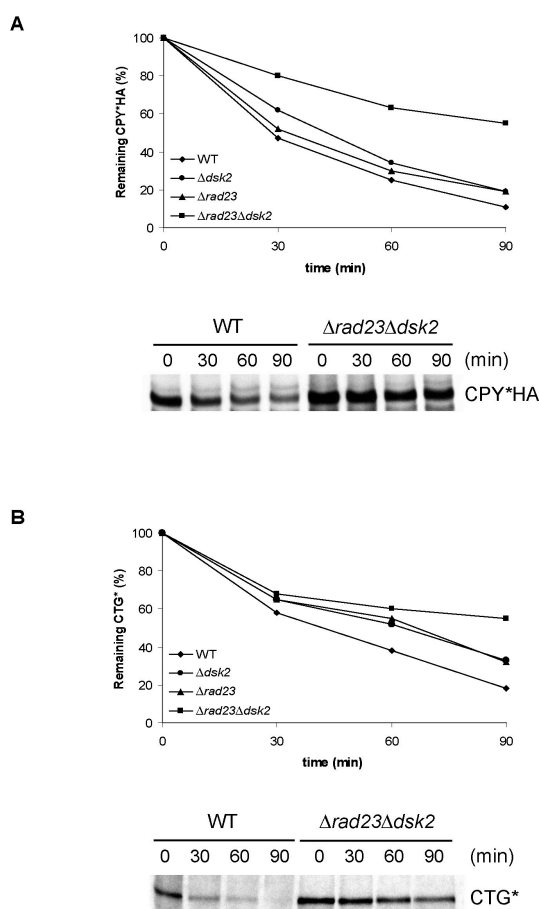 A
100
80
60
40
20
0
Remaining CPY*HA (%)
WT
Δdsk2
Δrad23
Δrad23Δdsk2
0 30 60 90
time (min)
WT Δrad23Δdsk2
0 30 60 90 0 30 60 90 (min)
CPY*HA
B
100
80
60
40
20
0
Remaining CTG* (%)
WT
Δdsk2
Δrad23
Δrad23Δdsk2
0 30 60 90
time (min)
WT Δrad23Δdsk2
0 30 60 90 0 30 60 90 (min)
CTG*